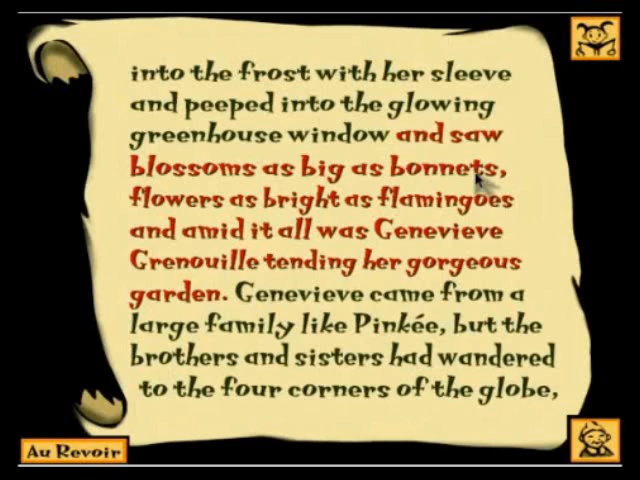 into the frost with her sleeve
and peeped into the glowing
greenhouse window and saw
blossoms as big as bonnets,
flowers as bright as flamingoes
and amid it all was Genevieve
Grenouille tending her gorgeous
garden. Genevieve came from a
large family like Pinkée, but the
brothers and sisters had wandered
to the four corners of the globe,
Au Revoir